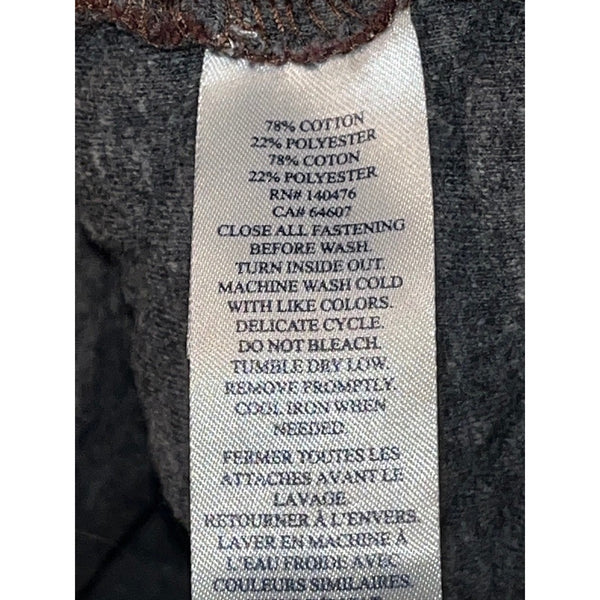 78% COTTON
22% POLYESTER
78% COTON
22% POLYESTER
RN# 140476
CA# 64607
CLOSE ALL FASTENING
BEFORE WASH.
TURN INSIDE OUT.
MACHINE WASH COLD
WITH LIKE COLORS.
DELICATE CYCLE.
DO NOT BLEACH.
TUMBLE DRY LOW.
REMOVE PROMPTLY.
COOL IRON WHEN
NEEDED.
FERMER TOUTES LES
ATTACHES AVANT LE
LAVAGE.
RETOURNER À L'ENVERS.
LAVER EN MACHINE À
L'EAU FROIDE AVEC
COULEURS SIMILAIRES.